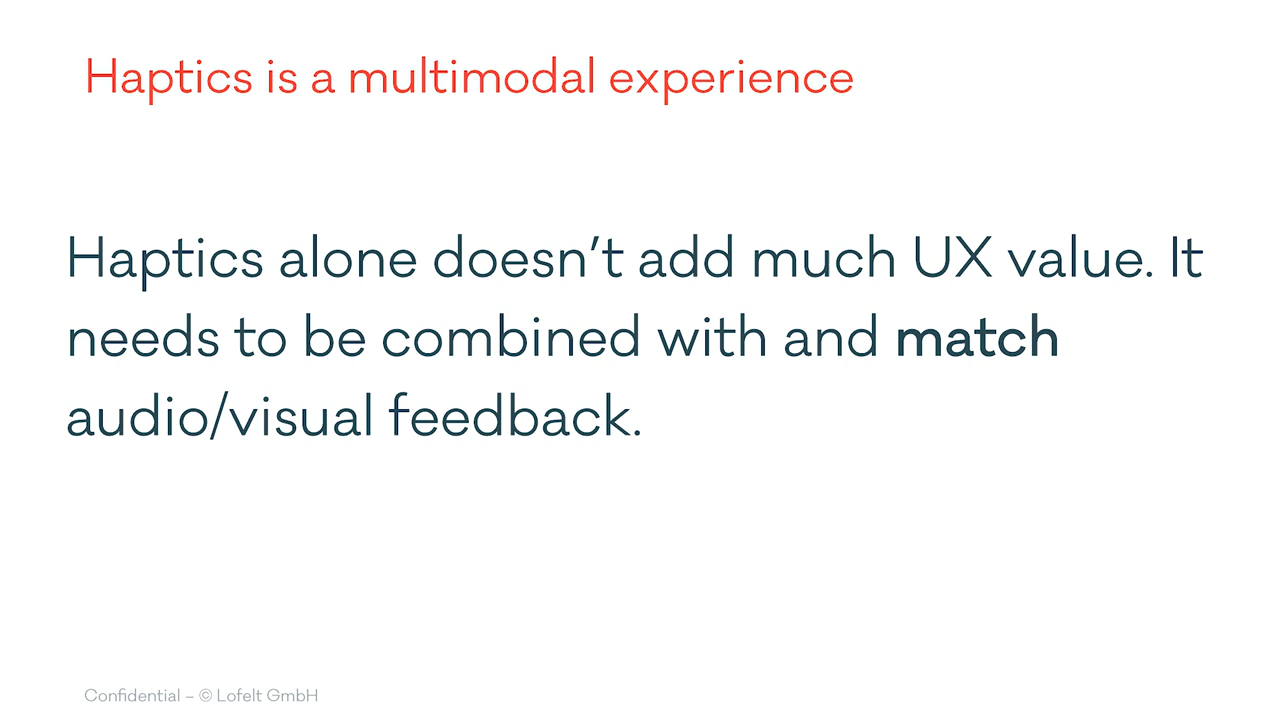 Haptics is a multimodal experience
Haptics alone doesn’t add much UX value. It
needs to be combined with and match
audio/visual feedback.
Confidential – © Lofelt GmbH